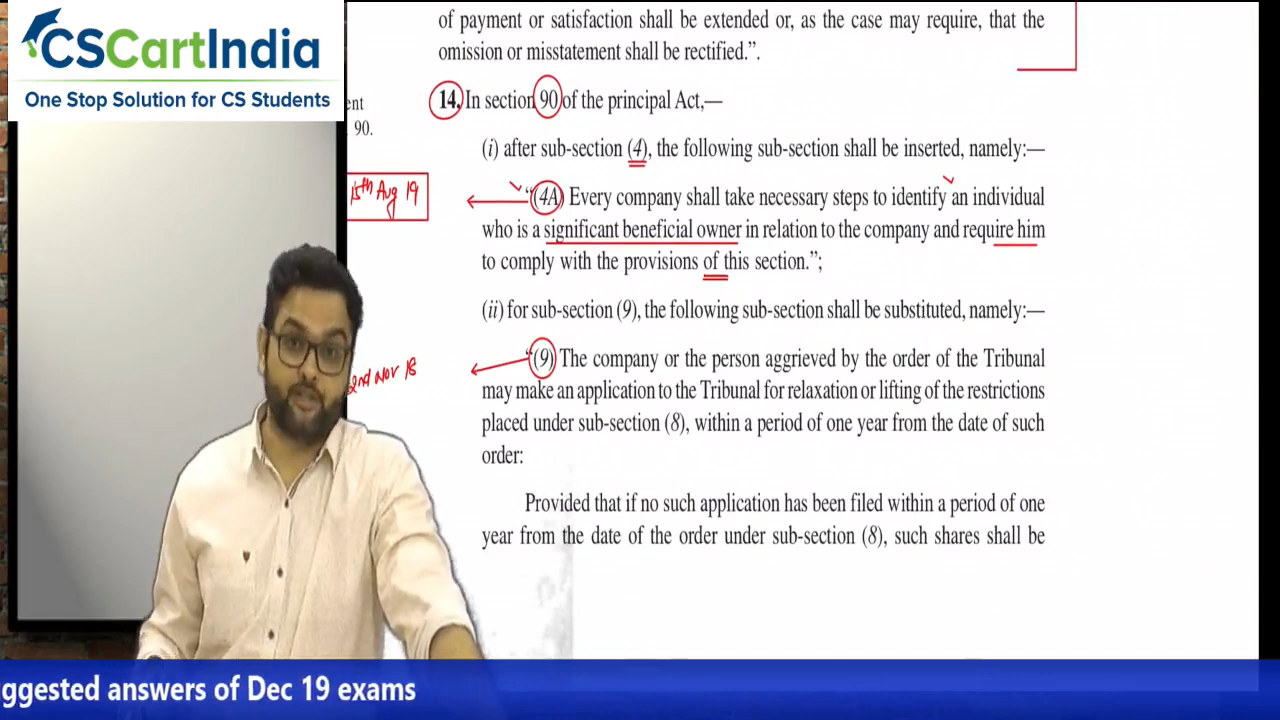 CSCartIndia
One Stop Solution for CS Students
of payment or satisfaction shall be extended or, as the case may require, that the
omission or misstatement shall be rectified.”.
ent
90.
14. In section 90 of the principal Act,—
(i) after sub-section (4), the following sub-section shall be inserted, namely:—
15th Aug 19
“(4A) Every company shall take necessary steps to identify an individual
who is a significant beneficial owner in relation to the company and require him
to comply with the provisions of this section.”;
(ii) for sub-section (9), the following sub-section shall be substituted, namely:—
2nd Nov 18
“(9) The company or the person aggrieved by the order of the Tribunal
may make an application to the Tribunal for relaxation or lifting of the restrictions
placed under sub-section (8), within a period of one year from the date of such
order:
Provided that if no such application has been filed within a period of one
year from the date of the order under sub-section (8), such shares shall be
ggested answers of Dec 19 exams